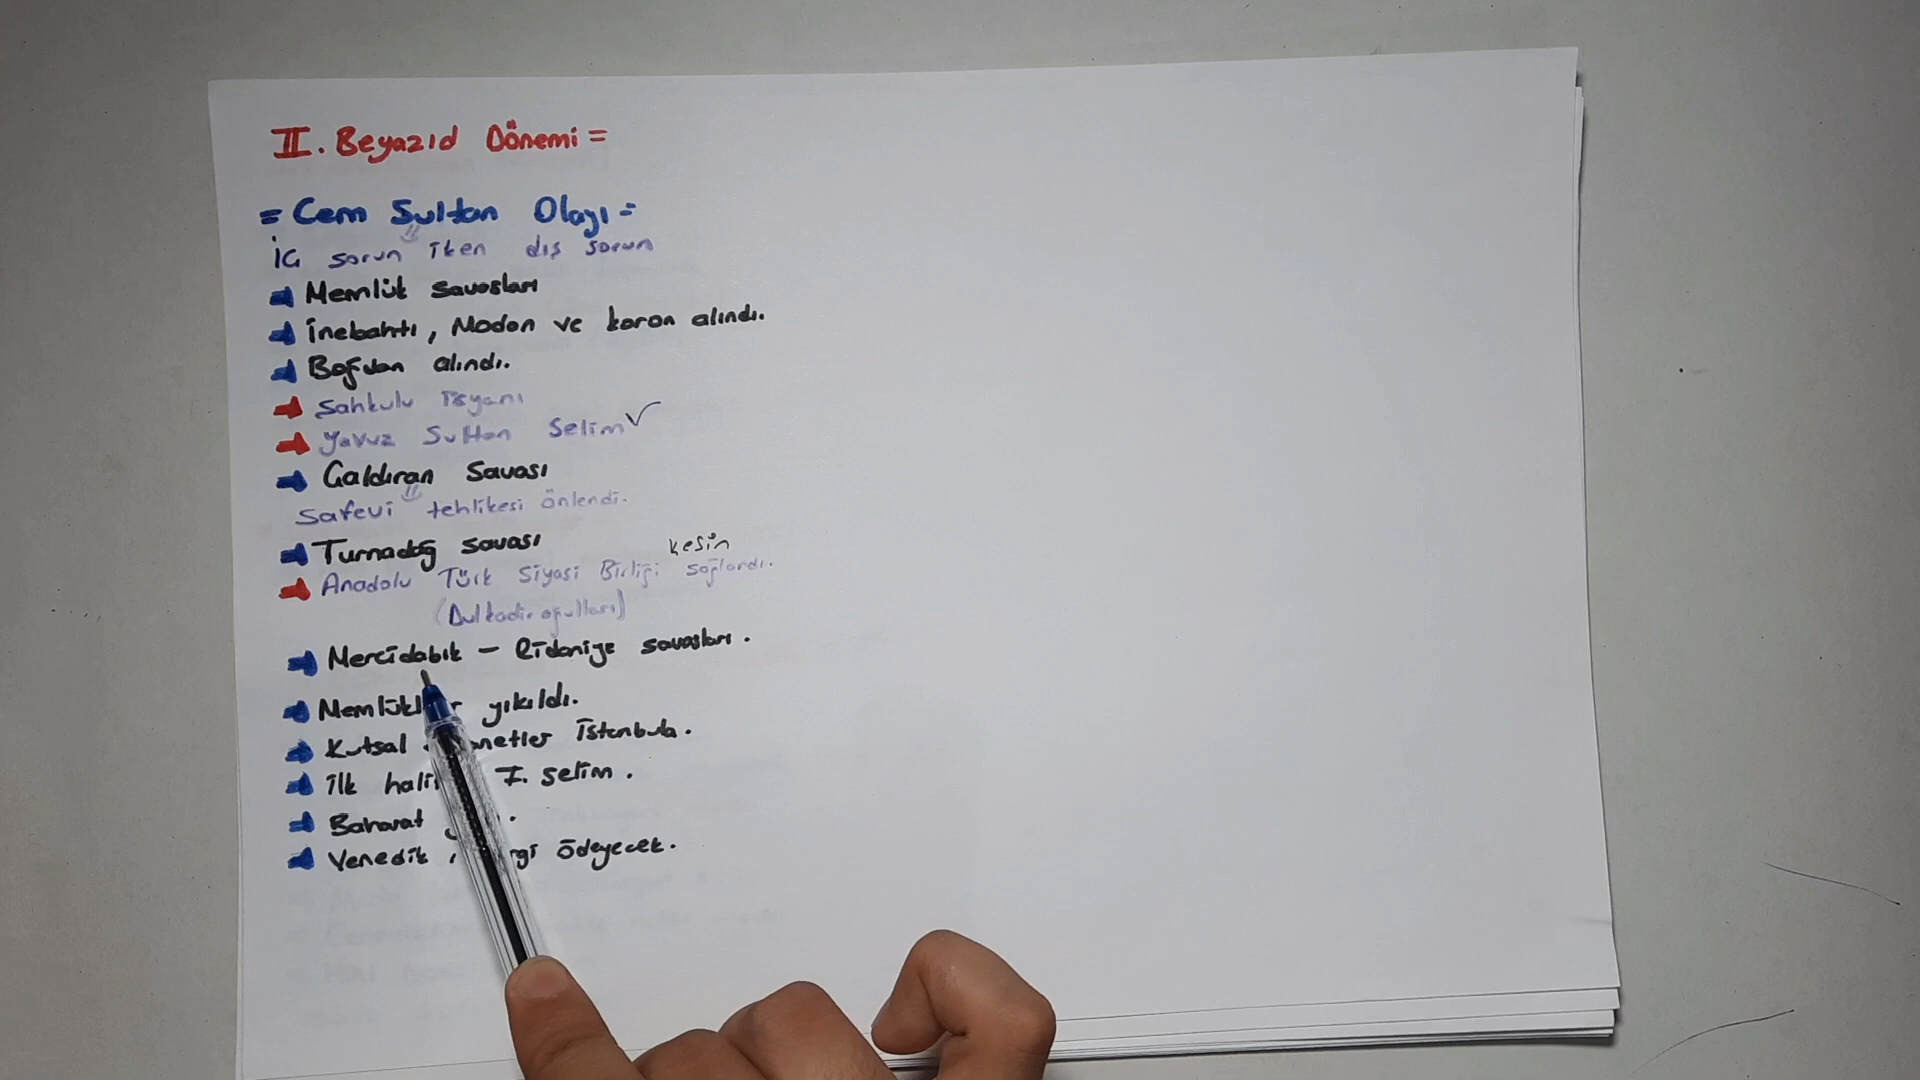 II. Beyazıd Dönemi =
= Cem Sultan Olayı =
İç sorun iken dış sorun
Memlük savaşları
İnebahtı, Modon ve koron alındı.
Boğdan alındı.
Şahkulu isyanı
Yavuz Sultan Selim ✓
Çaldıran Savaşı
Safevi tehlikesi önlendi.
Turnadağ savaşı
kesin
Anadolu Türk Siyasi Birliği sağlandı.
(Dulkadiroğulları)
Mercidabık – Ridaniye savaşları.
yıkıldı.
Kutsal İstanbula.
İlk I. selim.
Baharat
Venedik, ödeyecek.